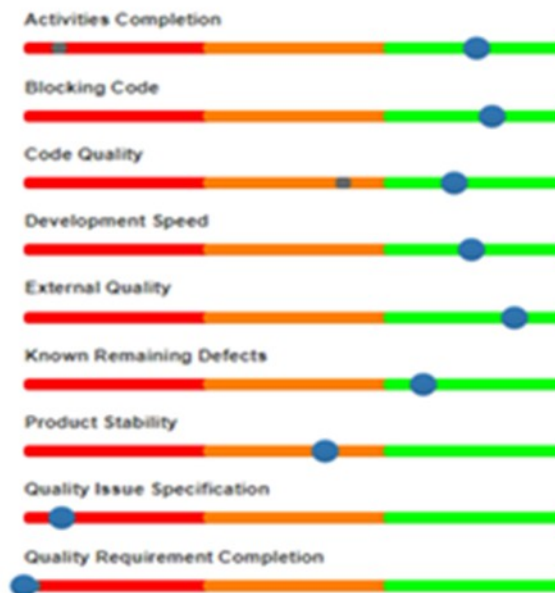 Activities Completion
Blocking Code
Code Quality
Development Speed
External Quality
Known Remaining Defects
Product Stability
Quality Issue Specification
Quality Requirement Completion